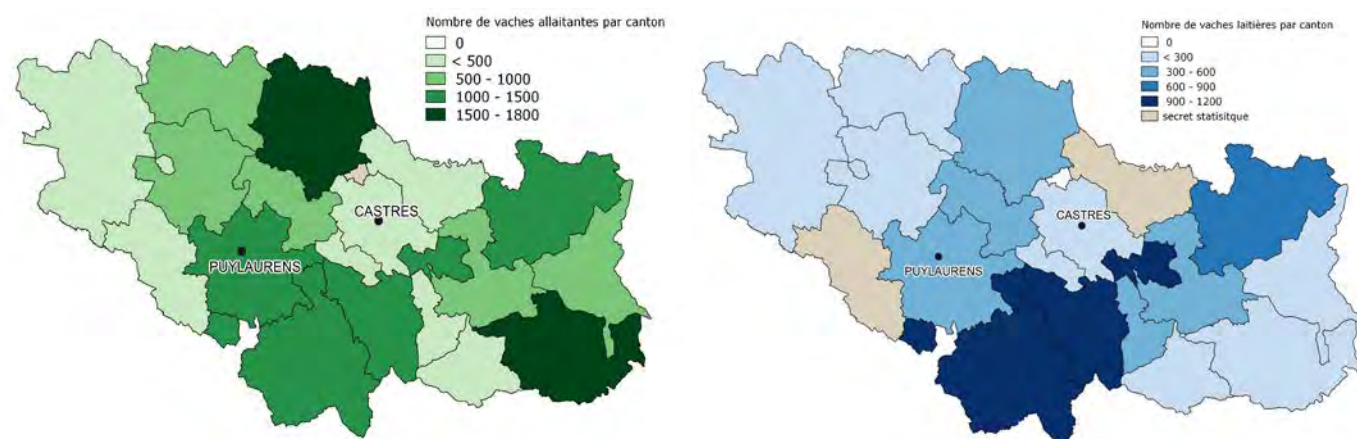 Nombre de vaches allaitantes par canton
0
< 500
500 - 1000
1000 - 1500
1500 - 1800
CASTRES
PUYLAURENS
Nombre de vaches laitières par canton
0
< 300
300 - 600
600 - 900
900 - 1200
secret statisitque
CASTRES
PUYLAURENS